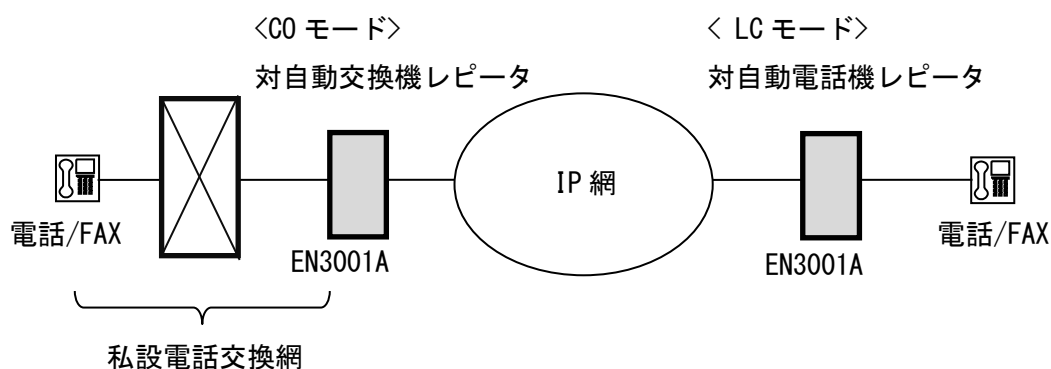 <CO モード>
対自動交換機レピータ
< LC モード>
対自動電話機レピータ
IP 網
電話/FAX
EN3001A
EN3001A
電話/FAX
私設電話交換網